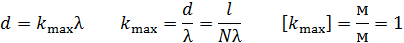 d = k_max λ    k_max = d/λ = l/(Nλ)    [k_max] = м/м = 1